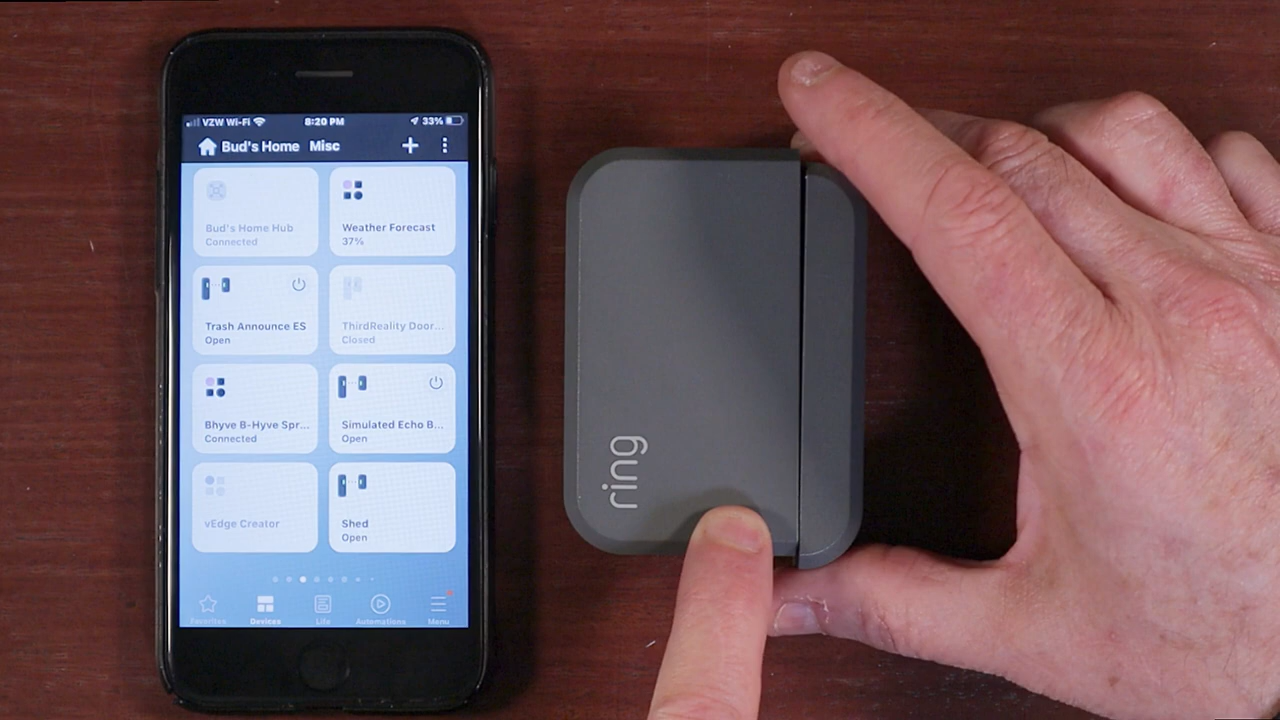 VZW Wi-Fi 8:20 PM 33%
Bud's Home Misc
Bud's Home Hub
Connected
Weather Forecast
37%
Trash Announce ES
Open
ThirdReality Door...
Closed
Bhyve B-Hyve Spr...
Connected
Simulated Echo B...
Open
vEdge Creator
Shed
Open
Favorites Devices Life Automations Menu
ring